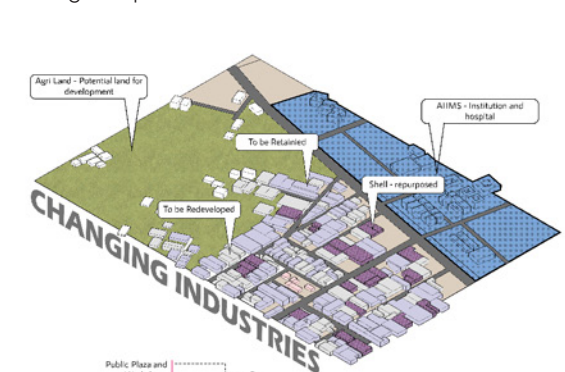 Agri Land - Potential land for
development
AIIMS - Institution and
hospital
To be Retainied
Shell - repurposed
To be Redeveloped
CHANGING INDUSTRIES
Public Plaza and